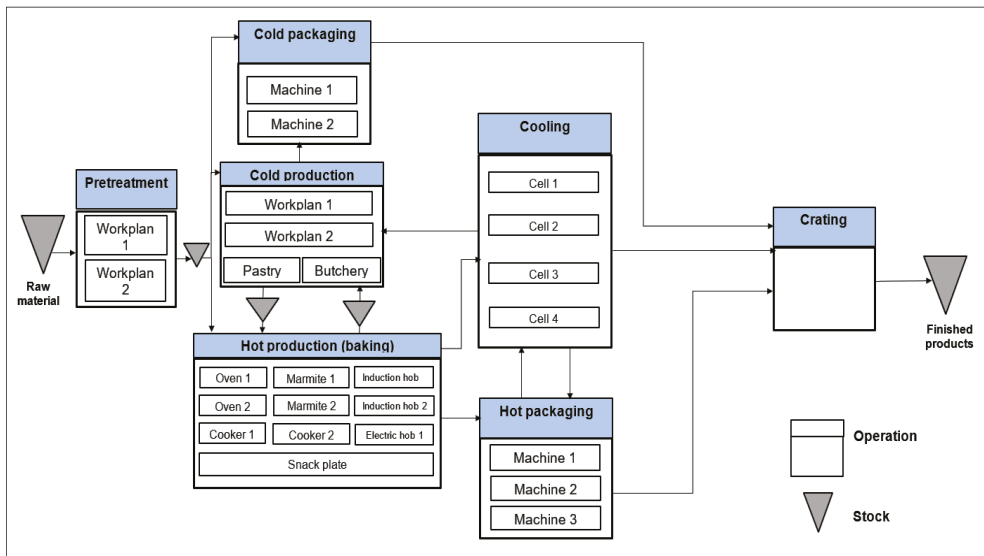 Cold packaging
Machine 1
Machine 2
Pretreatment
Workplan
1
Workplan
2
Raw
material
Cold production
Workplan 1
Workplan 2
Pastry
Butchery
Hot production (baking)
Oven 1
Marmite 1
Induction hob
Oven 2
Marmite 2
Induction hob 2
Cooker 1
Cooker 2
Electric hob 1
Snack plate
Cooling
Cell 1
Cell 2
Cell 3
Cell 4
Hot packaging
Machine 1
Machine 2
Machine 3
Crating
Finished
products
Operation
Stock